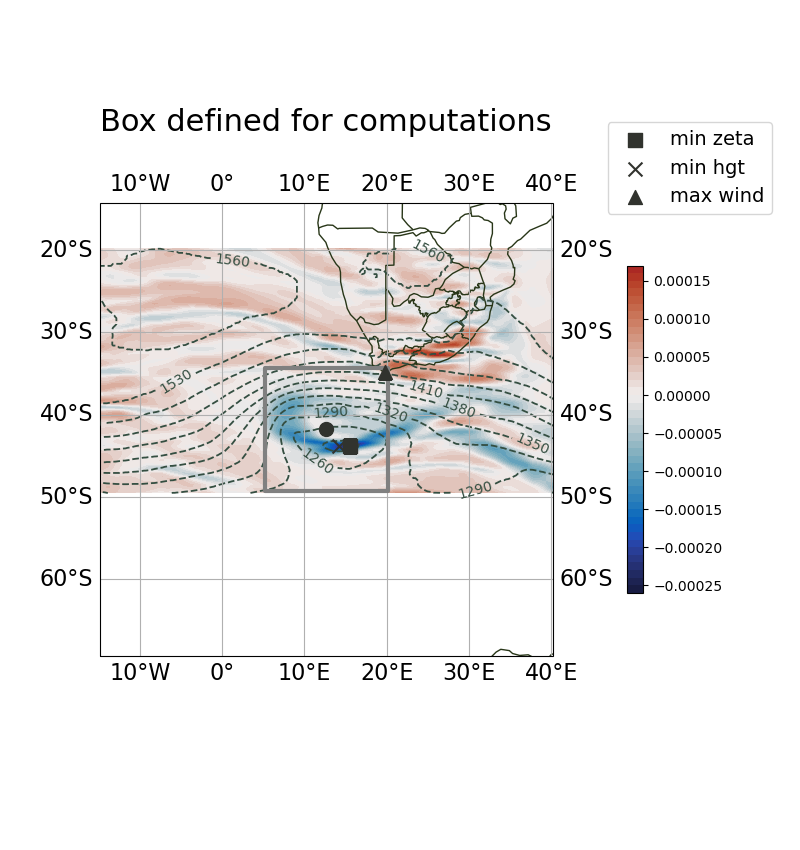 Box defined for computations
min zeta
min hgt
max wind
10°W 0° 10°E 20°E 30°E 40°E
20°S 20°S
30°S 30°S
40°S 40°S
50°S 50°S
60°S 60°S
10°W 0° 10°E 20°E 30°E 40°E
1560
1560
1530
1410
1380
1290
1320
1350
1260
1290
0.00015
0.00010
0.00005
0.00000
−0.00005
−0.00010
−0.00015
−0.00020
−0.00025